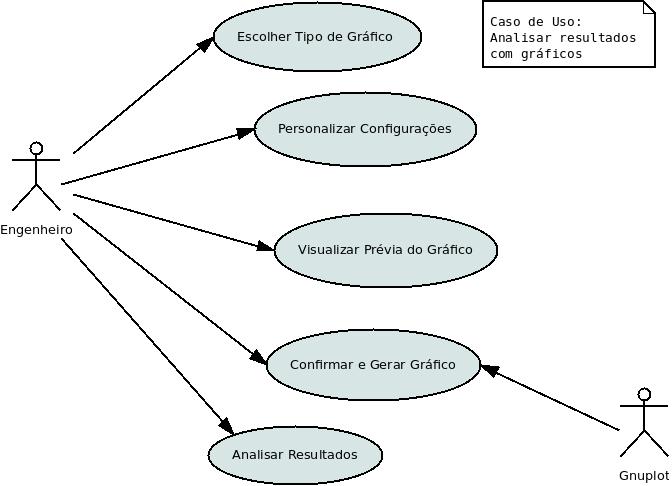 Escolher Tipo de Gráfico
Caso de Uso:
Analisar resultados
com gráficos
Personalizar Configurações
Engenheiro
Visualizar Prévia do Gráfico
Confirmar e Gerar Gráfico
Analisar Resultados
Gnuplot